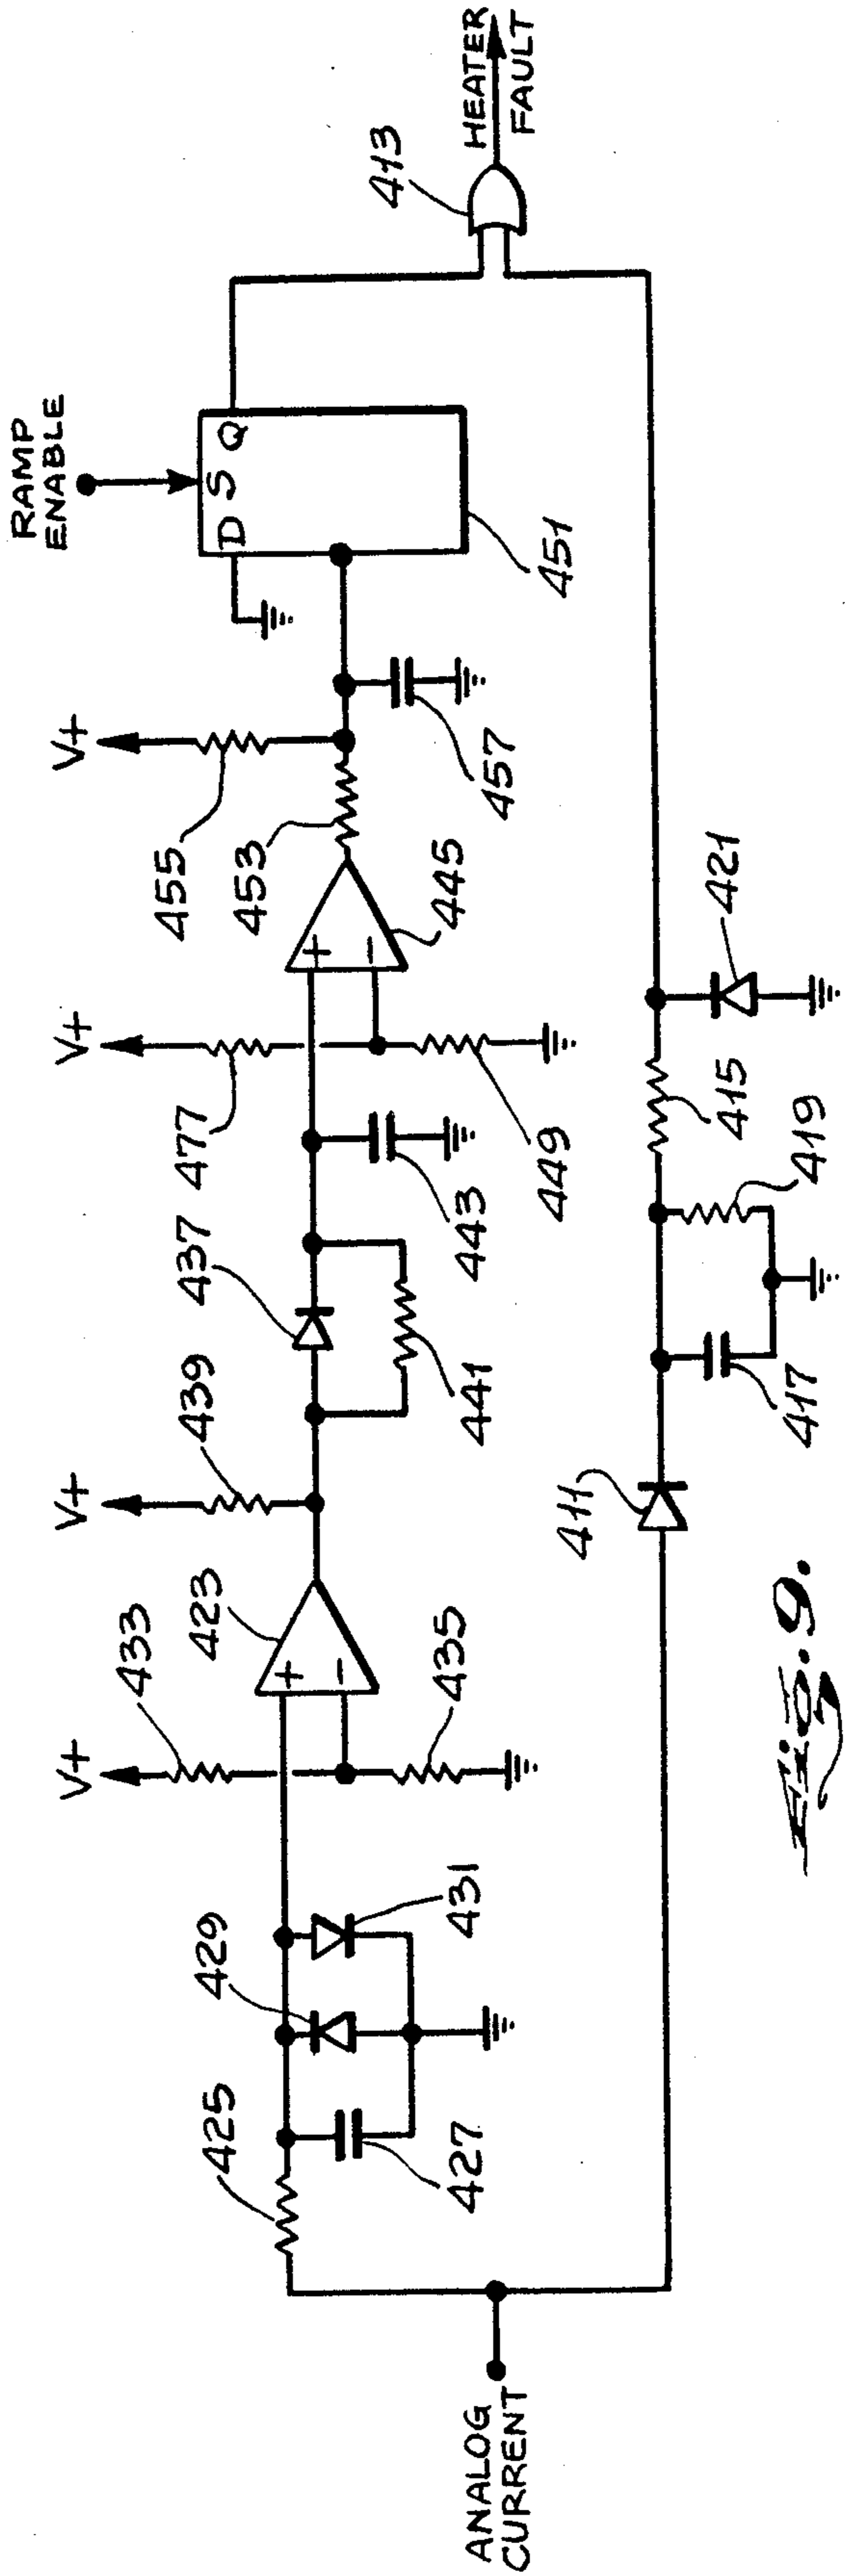 ANALOG
CURRENT
425
427
429
431
433
V+
435
423
+
−
439
V+
437
441
443
477
V+
449
445
+
−
453
455
V+
457
RAMP
ENABLE
D S Q
451
413
HEATER
FAULT
411
417
419
415
421
Fig. 9.